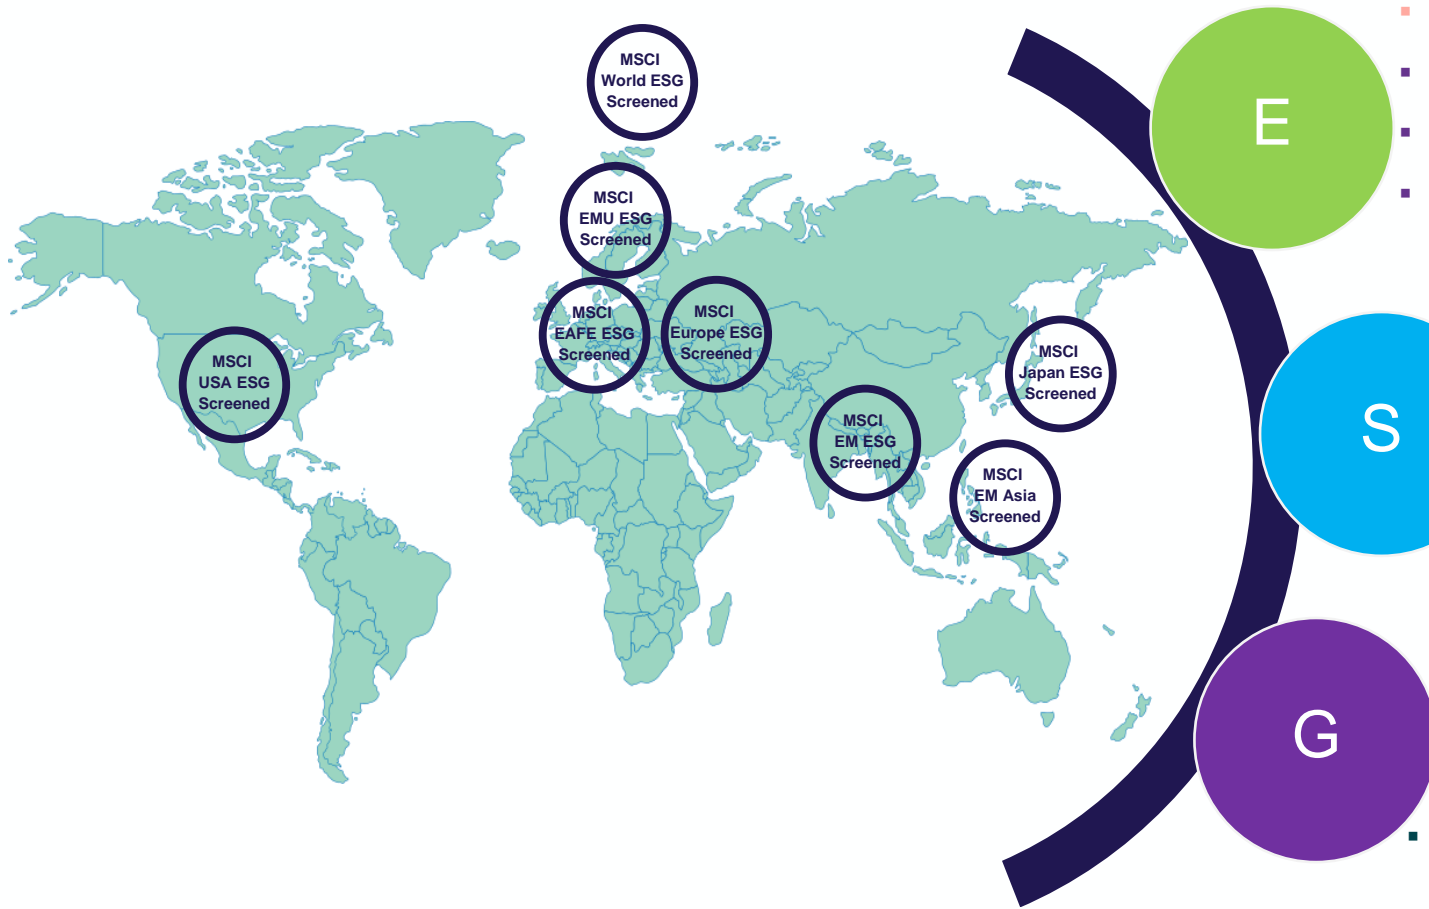 MSCI
World ESG
Screened
MSCI
EMU ESG
Screened
MSCI
EAFE ESG
Screened
MSCI
Europe ESG
Screened
MSCI
USA ESG
Screened
MSCI
Japan ESG
Screened
MSCI
EM ESG
Screened
MSCI
EM Asia
Screened
E
S
G